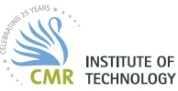 CELEBRATING 25 YEARS
CMR
INSTITUTE OF
TECHNOLOGY